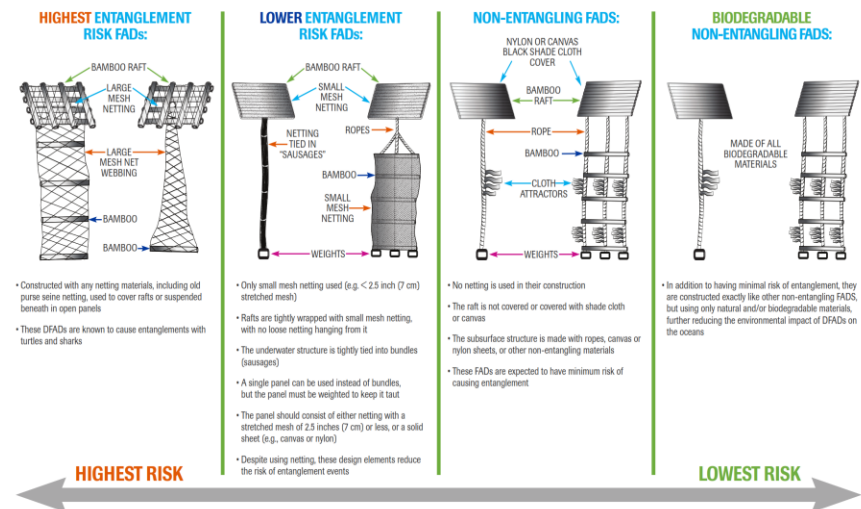 HIGHEST ENTANGLEMENT
RISK FADs:
BAMBOO RAFT
LARGE
MESH
NETTING
LARGE
MESH NET
WEBBING
BAMBOO
BAMBOO
• Constructed with any netting materials, including old
purse seine netting, used to cover rafts or suspended
beneath in open panels
• These DFADs are known to cause entanglements with
turtles and sharks
LOWER ENTANGLEMENT
RISK FADs:
BAMBOO RAFT
SMALL
MESH
NETTING
NETTING
TIED IN
"SAUSAGES"
ROPES
BAMBOO
SMALL
MESH
NETTING
WEIGHTS
• Only small mesh netting used (e.g. < 2.5 inch (7 cm)
stretched mesh)
• Rafts are tightly wrapped with small mesh netting,
with no loose netting hanging from it
• The underwater structure is tightly tied into bundles
(sausages)
• A single panel can be used instead of bundles,
but the panel must be weighted to keep it taut
• The panel should consist of either netting with a
stretched mesh of 2.5 inches (7 cm) or less, or a solid
sheet (e.g., canvas or nylon)
• Despite using netting, these design elements reduce
the risk of entanglement events
NON-ENTANGLING FADS:
NYLON OR CANVAS
BLACK SHADE CLOTH
COVER
BAMBOO
RAFT
ROPE
BAMBOO
CLOTH
ATTRACTORS
WEIGHTS
• No netting is used in their construction
• The raft is not covered or covered with shade cloth
or canvas
• The subsurface structure is made with ropes, canvas or
nylon sheets, or other non-entangling materials
• These FADs are expected to have minimum risk of
causing entanglement
BIODEGRADABLE
NON-ENTANGLING FADS:
MADE OF ALL
BIODEGRADABLE
MATERIALS
• In addition to having minimal risk of entanglement, they
are constructed exactly like other non-entangling FADS,
but using only natural and/or biodegradable materials,
further reducing the environmental impact of DFADs on
the oceans
HIGHEST RISK
LOWEST RISK